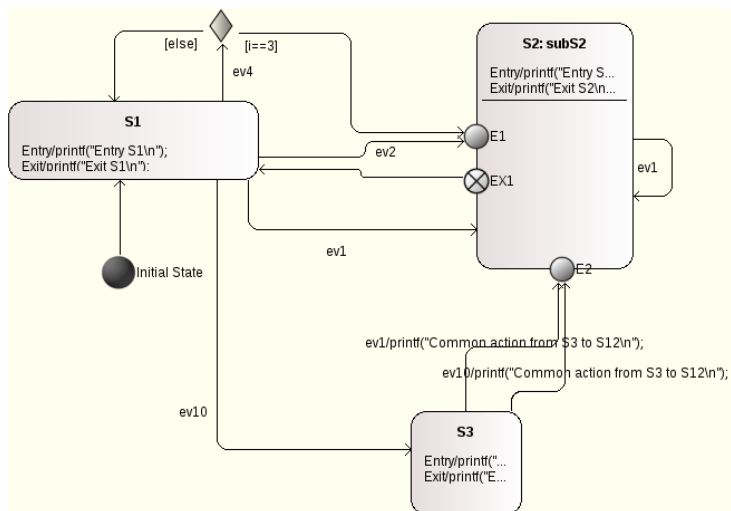 [else]
[i==3]
ev4
S2: subS2
Entry/printf("Entry S...
Exit/printf("Exit S2\n...
S1
Entry/printf("Entry S1\n");
Exit/printf("Exit S1\n");
E1
ev2
EX1
ev1
ev1
Initial State
E2
ev1/printf("Common action from S3 to S12\n");
ev10/printf("Common action from S3 to S12\n");
ev10
S3
Entry/printf("...
Exit/printf("E...